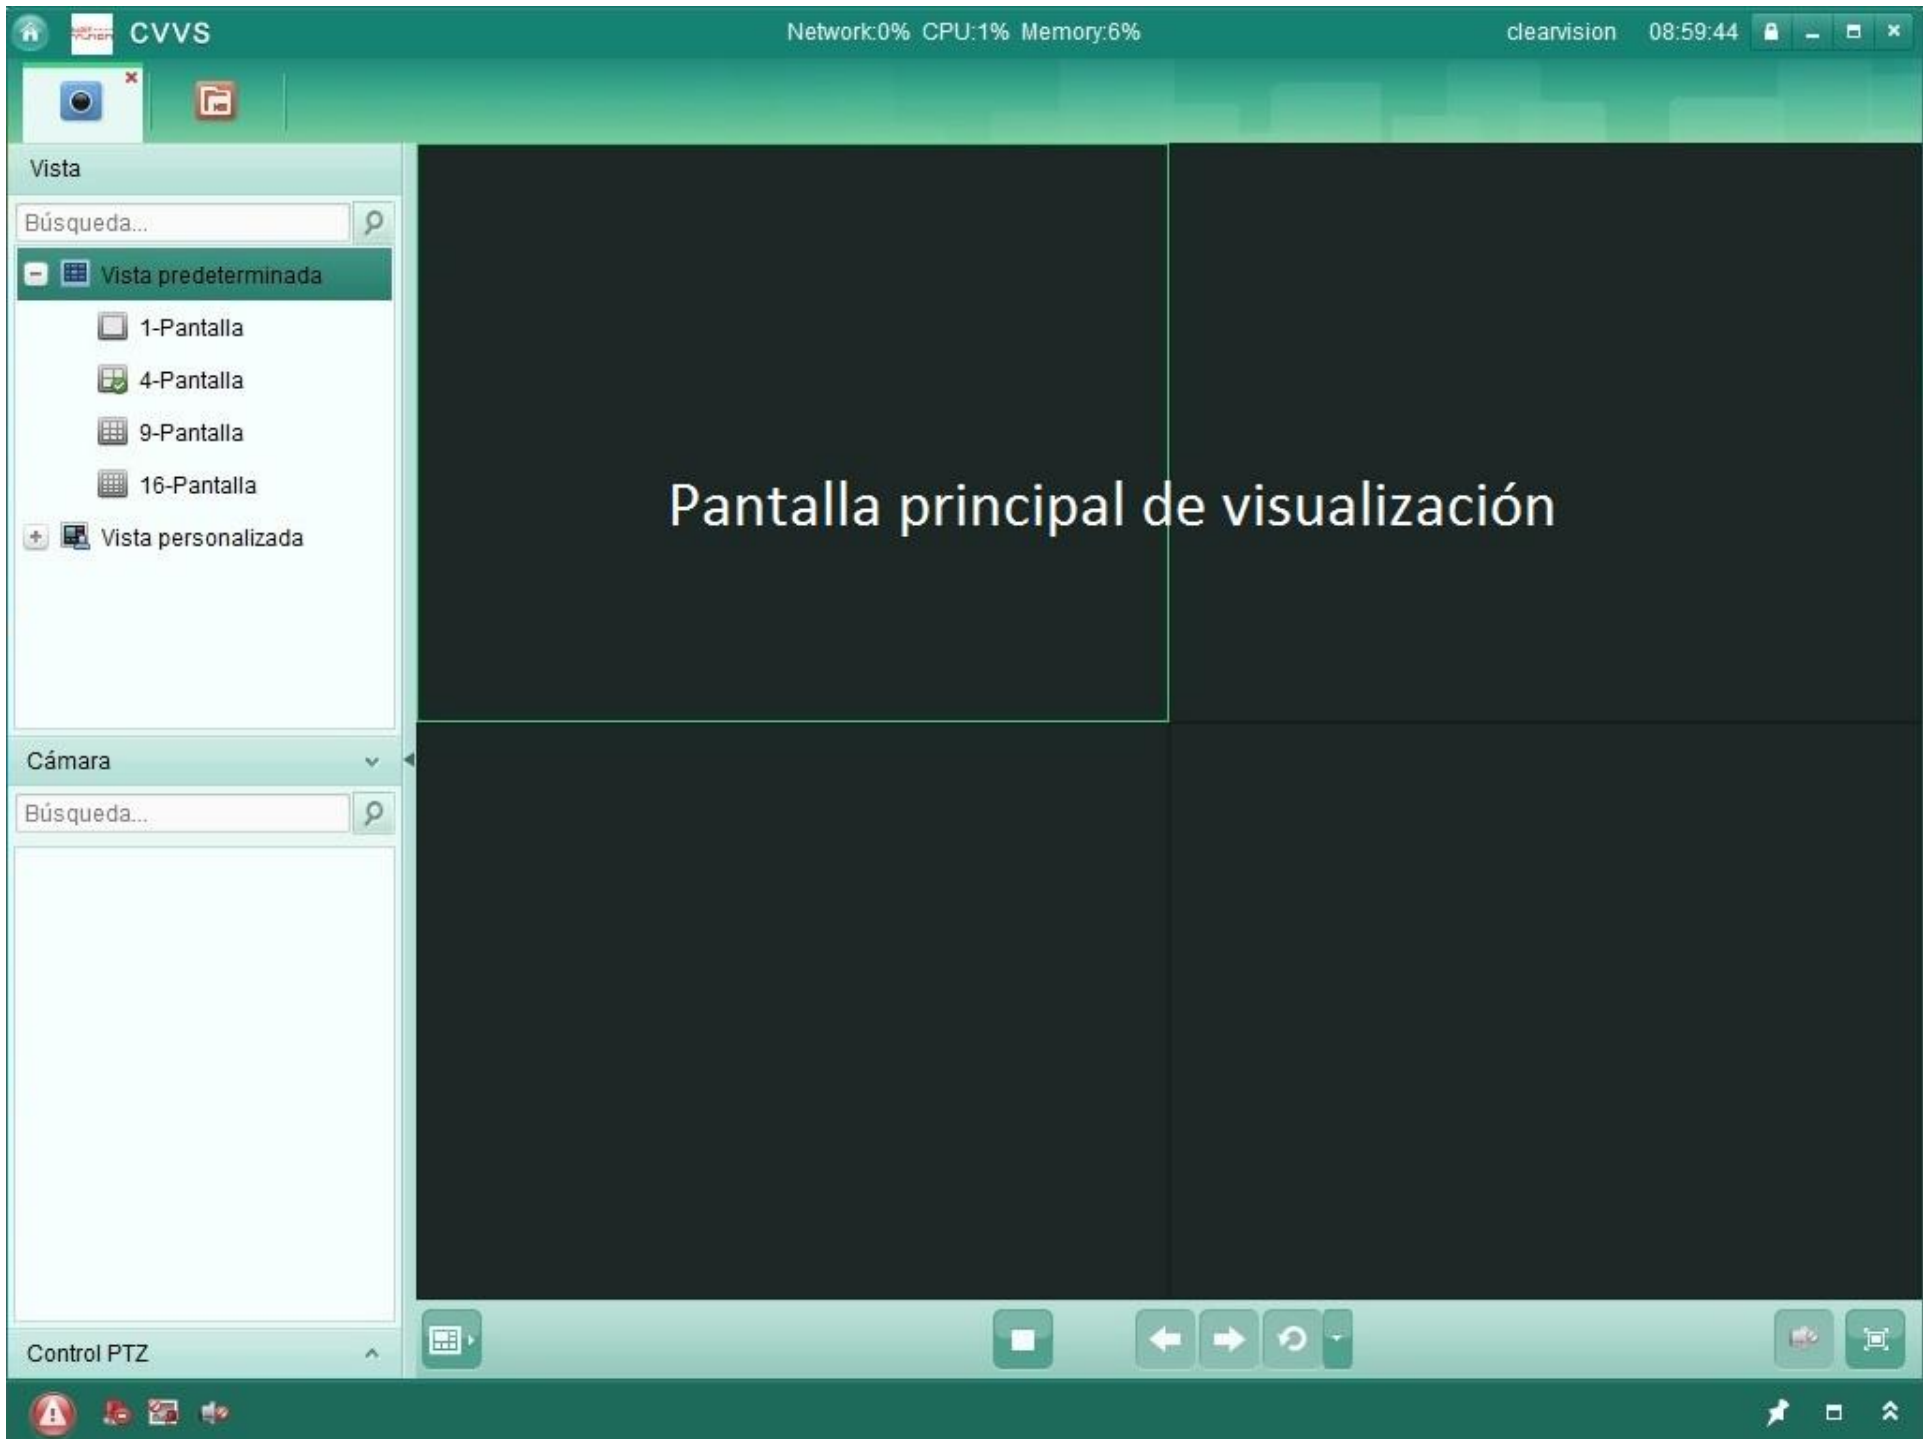 CVVS
Network:0% CPU:1% Memory:6%
clearvision 08:59:44
Vista
Búsqueda...
Vista predeterminada
1-Pantalla
4-Pantalla
9-Pantalla
16-Pantalla
Vista personalizada
Pantalla principal de visualización
Cámara
Búsqueda...
Control PTZ